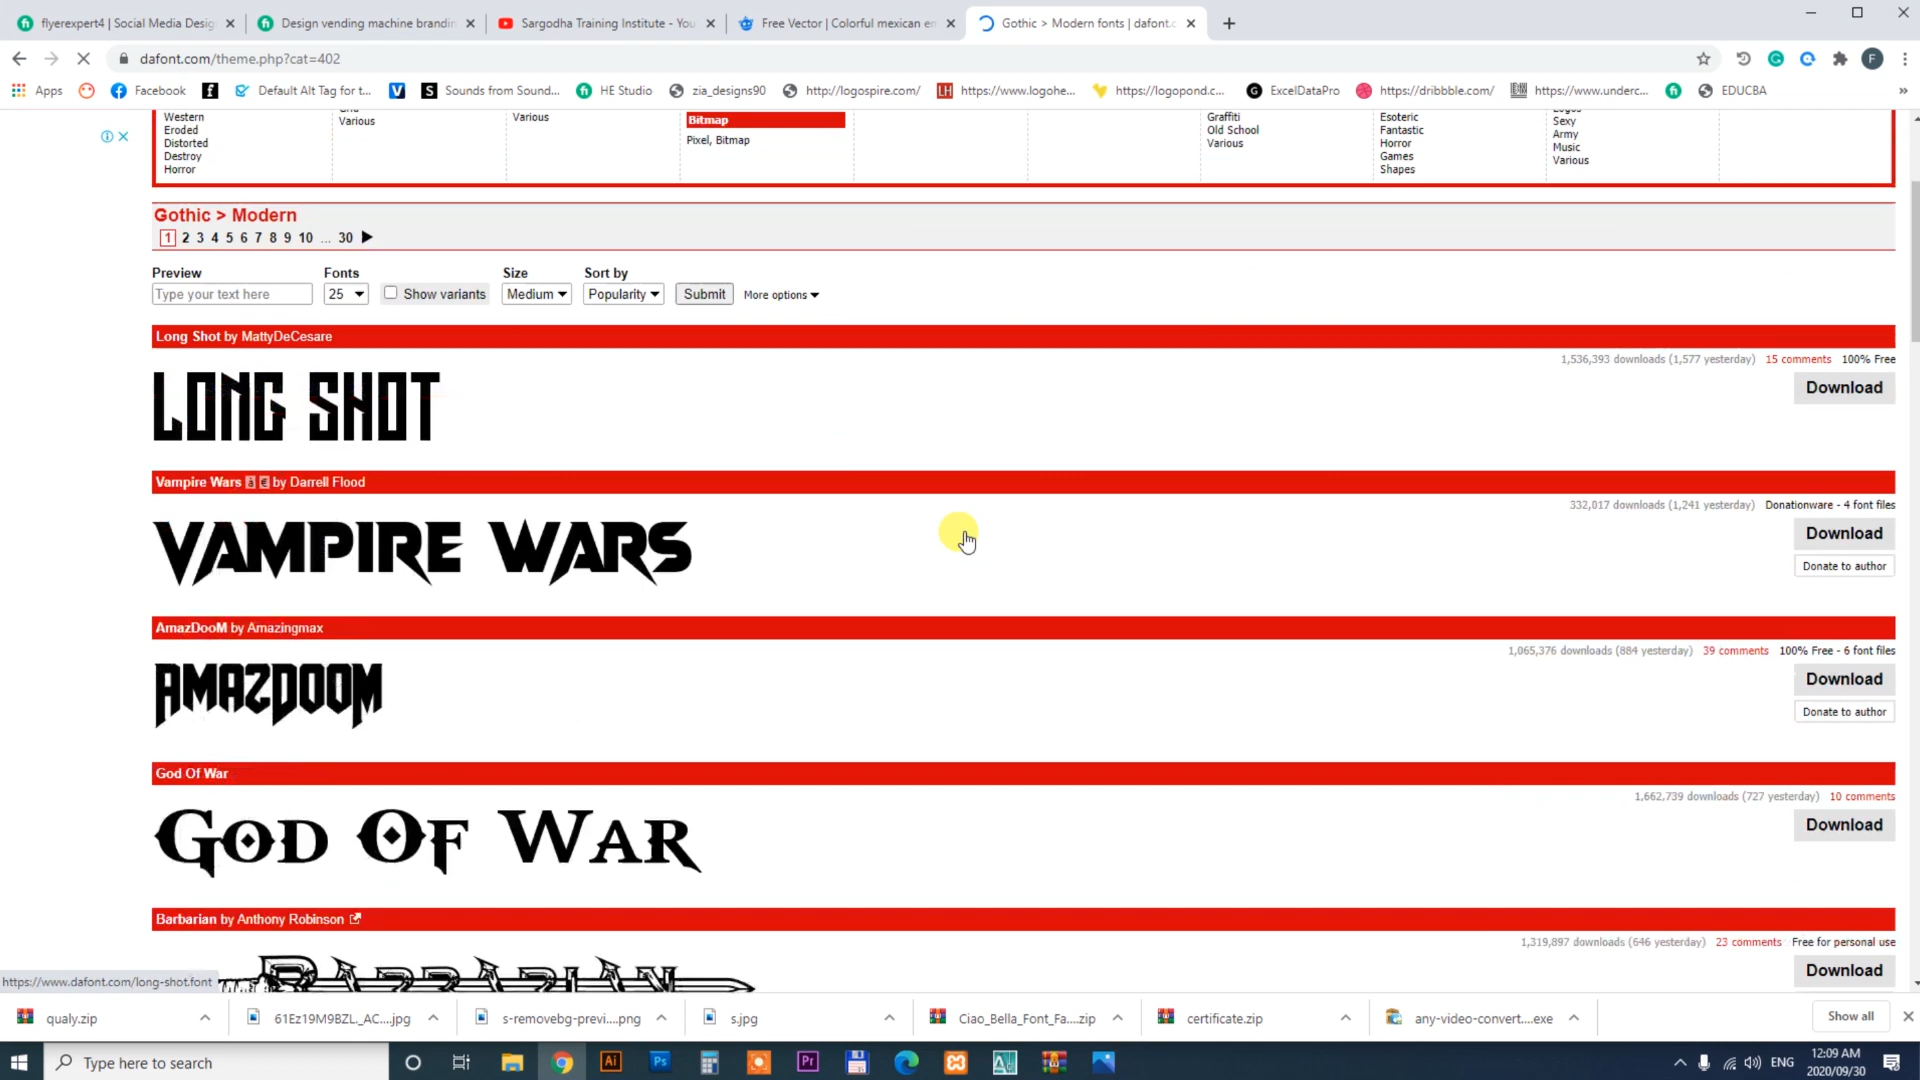 flyerexpert4 | Social Media Desig
Design vending machine brandin
Sargodha Training Institute - You
Free Vector | Colorful mexican em
Gothic > Modern fonts | dafont.c
dafont.com/theme.php?cat=402
F
Apps
Facebook
f
Default Alt Tag for t...
V
S
Sounds from Sound...
HE Studio
zia_designs90
http://logospire.com/
LH
https://www.logohe...
https://logopond.c...
G
ExcelDataPro
https://dribbble.com/
https://www.underc...
EDUCBA
Western
Eroded
Distorted
Destroy
Horror
Various
Various
Bitmap
Pixel, Bitmap
Graffiti
Old School
Various
Esoteric
Fantastic
Horror
Games
Shapes
Sexy
Army
Music
Various
Gothic > Modern
1 2 3 4 5 6 7 8 9 10 ... 30
Preview
Fonts
Size
Sort by
Type your text here
25
Show variants
Medium
Popularity
Submit
More options
Long Shot by MattyDeCesare
1,536,393 downloads (1,577 yesterday) 15 comments 100% Free
LONG SHOT
Download
Vampire Wars à € by Darrell Flood
332,017 downloads (1,241 yesterday) Donationware - 4 font files
VAMPIRE WARS
Download
Donate to author
AmazDooM by Amazingmax
1,065,376 downloads (884 yesterday) 39 comments 100% Free - 6 font files
AMAZDOOM
Download
Donate to author
God Of War
1,662,739 downloads (727 yesterday) 10 comments
GOD OF WAR
Download
Barbarian by Anthony Robinson
1,319,897 downloads (646 yesterday) 23 comments Free for personal use
BARBARIAN
Download
https://www.dafont.com/long-shot.font
qualy.zip
61Ez19M9BZL._AC....jpg
s-removebg-previ....png
s.jpg
Ciao_Bella_Font_Fa....zip
certificate.zip
any-video-convert....exe
Show all
Type here to search
Ai
Ps
Pr
ENG
12:09 AM
2020/09/30